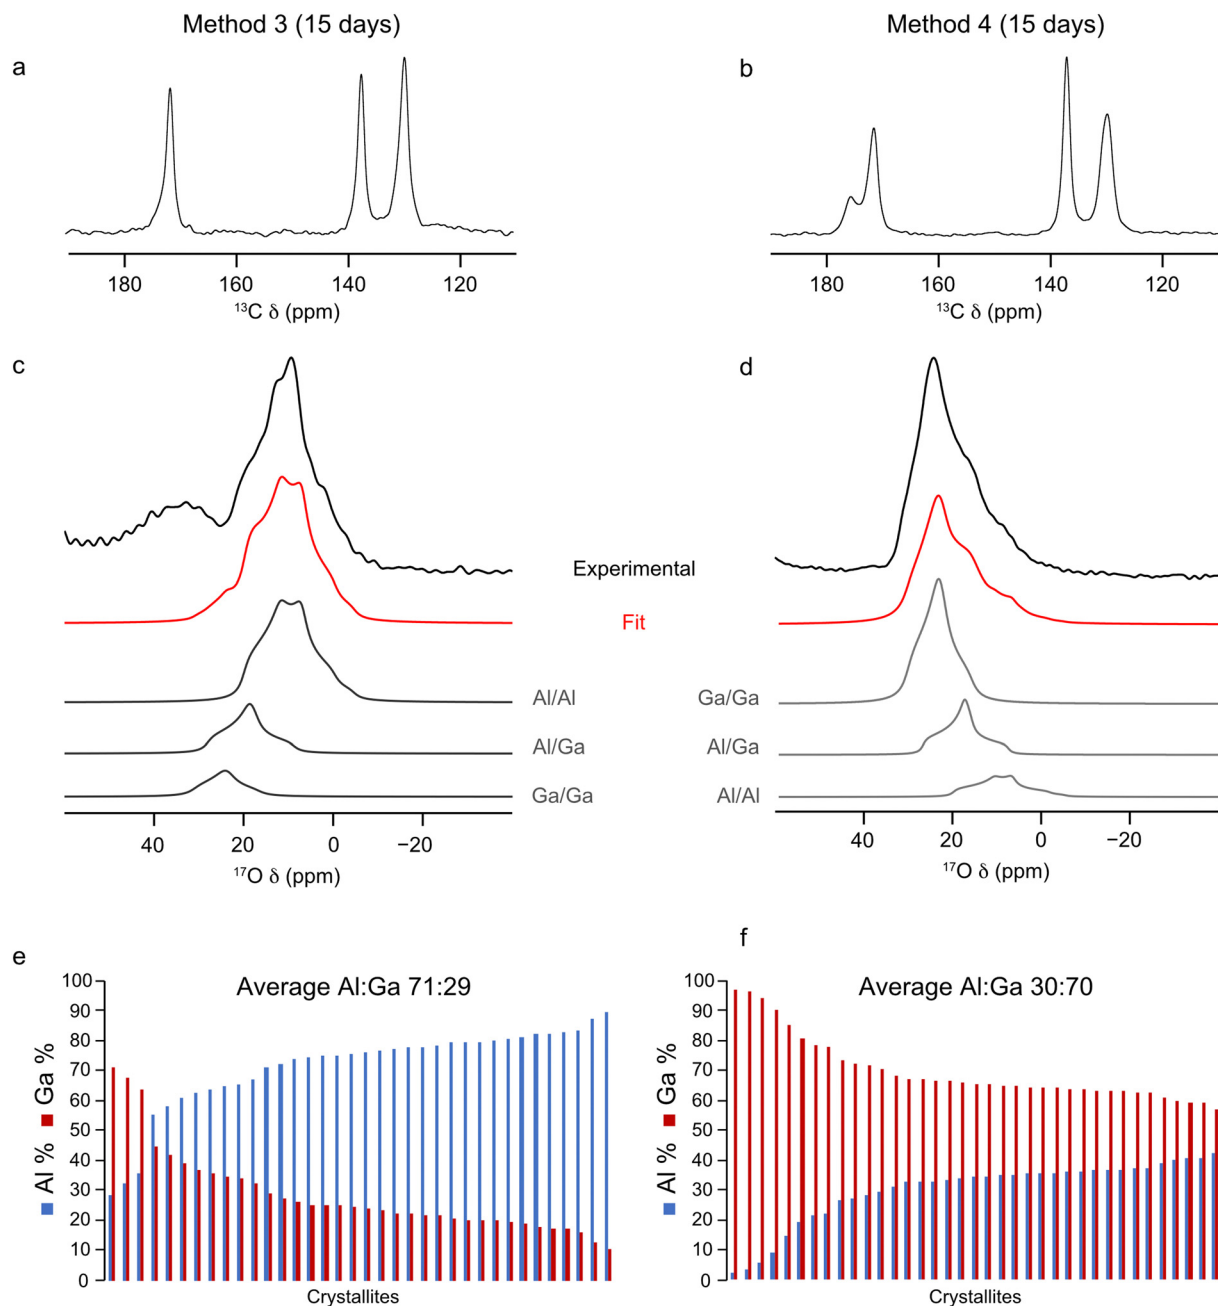 Method 3 (15 days)
Method 4 (15 days)
a
b
180 160 140 120
¹³C δ (ppm)
180 160 140 120
¹³C δ (ppm)
c
d
Experimental
Fit
Al/Al
Al/Ga
Ga/Ga
Ga/Ga
Al/Ga
Al/Al
40 20 0 −20
¹⁷O δ (ppm)
40 20 0 −20
¹⁷O δ (ppm)
e
Average Al:Ga 71:29
Al % Ga %
100
90
80
70
60
50
40
30
20
10
0
Crystallites
f
Average Al:Ga 30:70
Al % Ga %
100
90
80
70
60
50
40
30
20
10
0
Crystallites